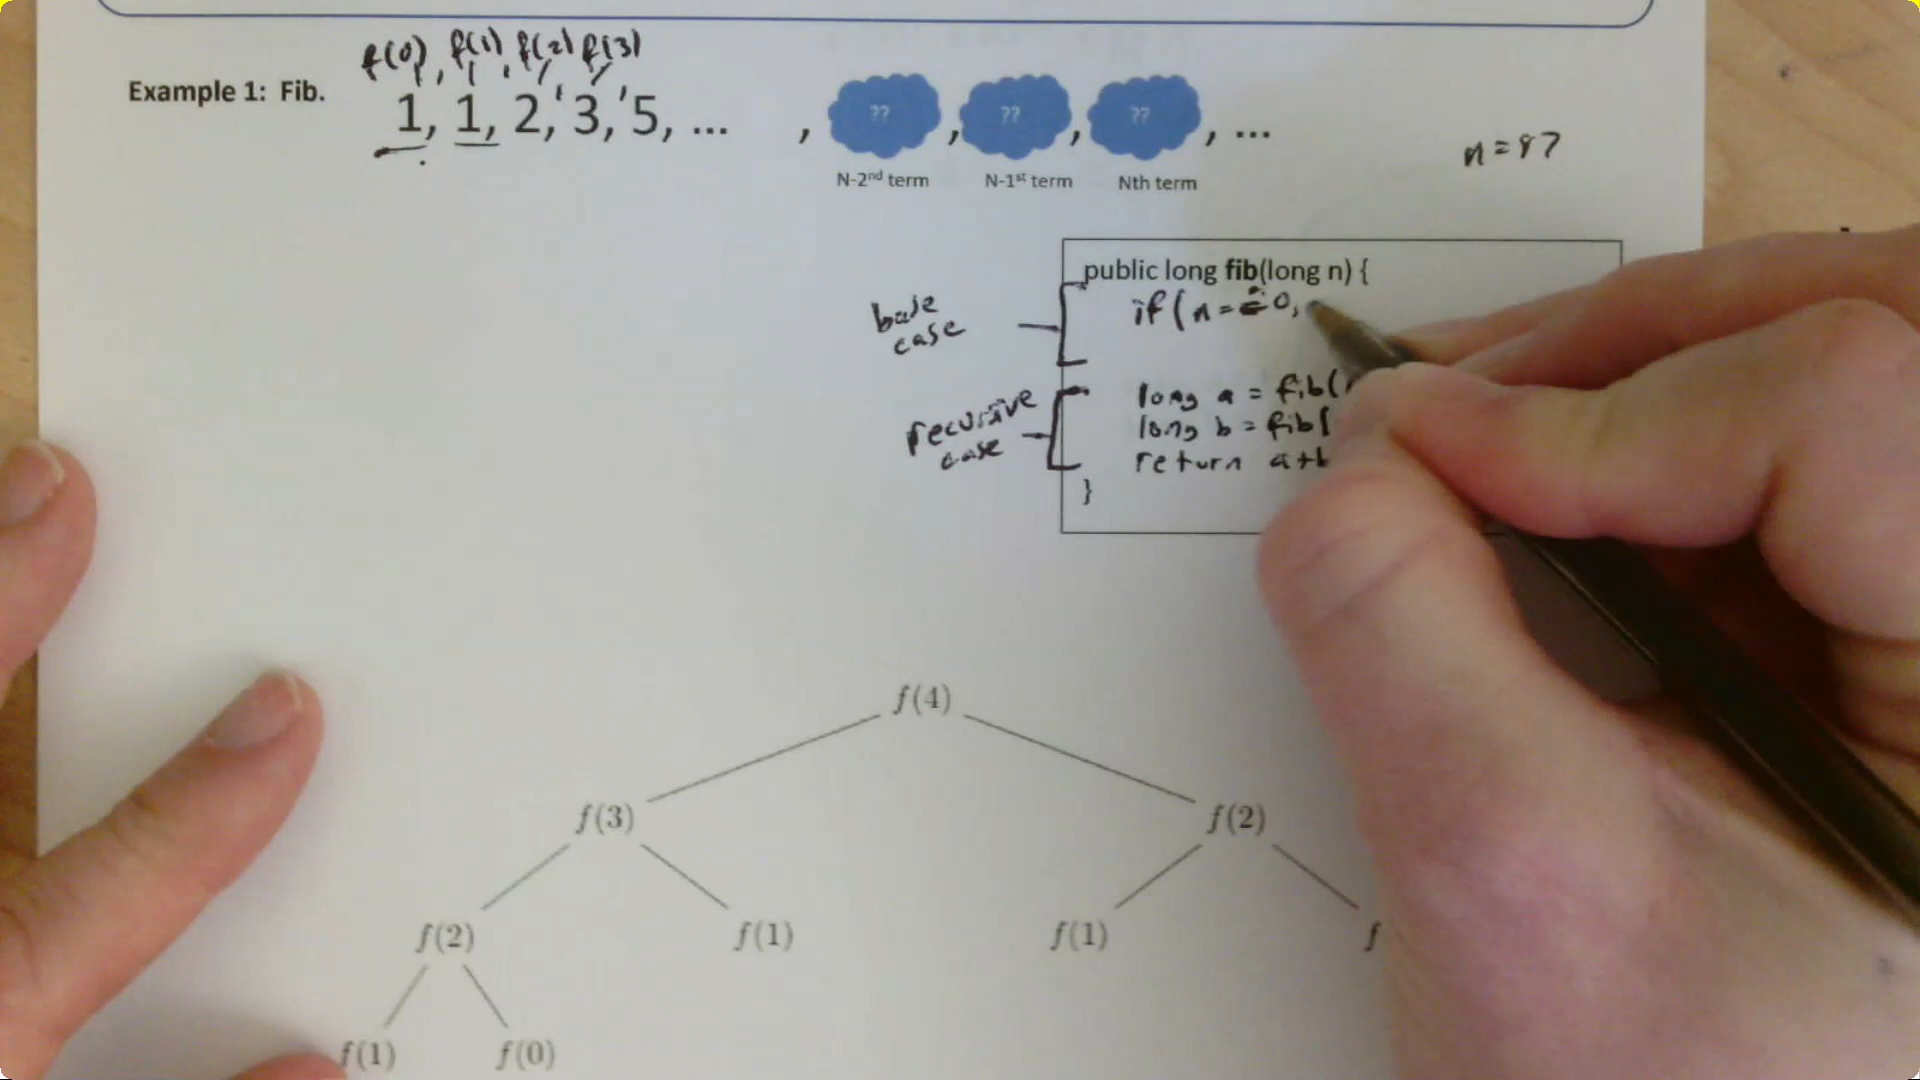 f(0), f(1), f(2) f(3)
Example 1: Fib. 1, 1, 2, 3, 5, ... , ?? , ?? , ?? , ...
n=87
N-2nd term N-1st term Nth term
public long fib(long n) {
base case
if (n == 0,
recursive case
long a = fib(
long b = fib(
return a+b
}
f(4)
f(3) f(2)
f(2) f(1) f(1) f
f(1) f(0)